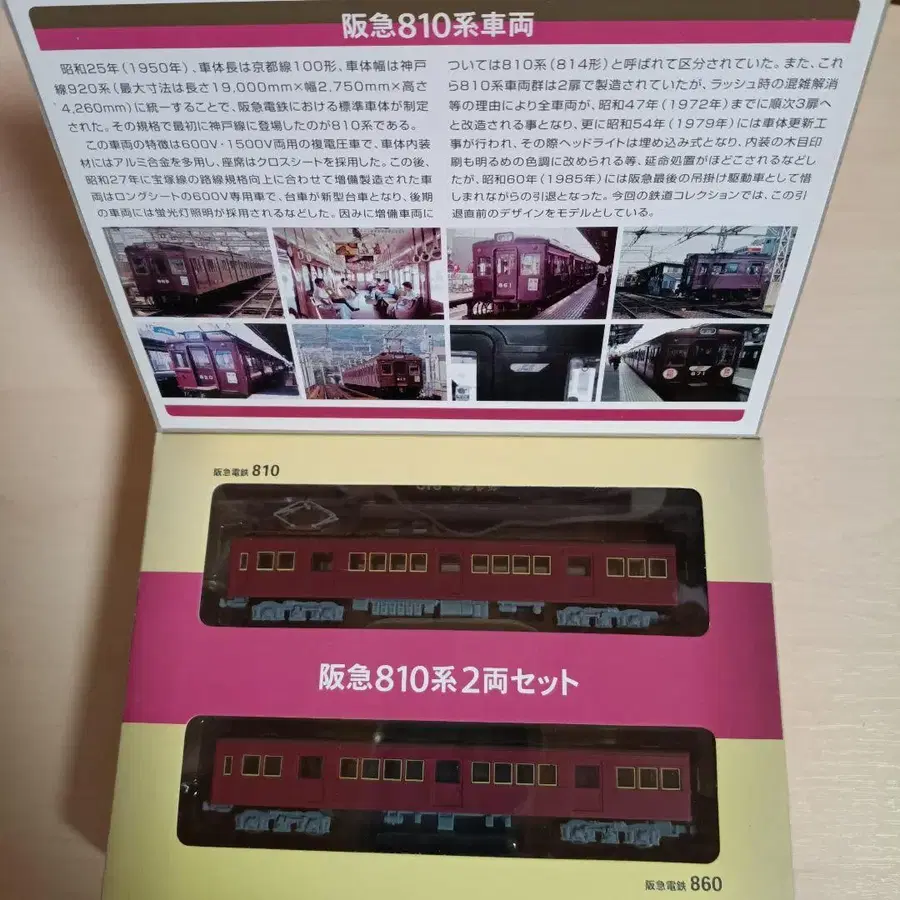 阪急810系車両
昭和25年(1950年)、車体長は京都線100形、車体幅は神戸
線920系(最大寸法は長さ19,000mm×幅2,750mm×高さ
4,260mm)に統一することで、阪急電鉄における標準車体が制定
された。その規格で最初に神戸線に登場したのが810系である。
この車両の特徴は600V・1500V両用の複電圧車で、車体内装
材にはアルミ合金を多用し、座席はクロスシートを採用した。この後、
昭和27年に宝塚線の路線規格向上に合わせて増備製造された車
両はロングシートの600V専用車で、台車が新型台車となり、後期
の車両には蛍光灯照明が採用されるなどした。因みに増備車両に
ついては810系(814形)と呼ばれて区分されていた。また、これ
ら810系車両群は2扉で製造されていたが、ラッシュ時の混雑解消
等の理由により全車両が、昭和47年(1972年)までに順次3扉へ
と改造される事となり、更に昭和54年(1979年)には車体更新工
事が行われ、その際ヘッドライトは埋め込み式となり、内装の木目印
刷も明るめの色調に改められる等、延命処置がほどこされるなどし
たが、昭和60年(1985年)には阪急最後の吊掛け駆動車として惜
しまれながらの引退となった。今回の鉄道コレクションでは、この引
退直前のデザインをモデルとしている。
861
871
阪急電鉄 810
阪急810系2両セット
阪急電鉄 860